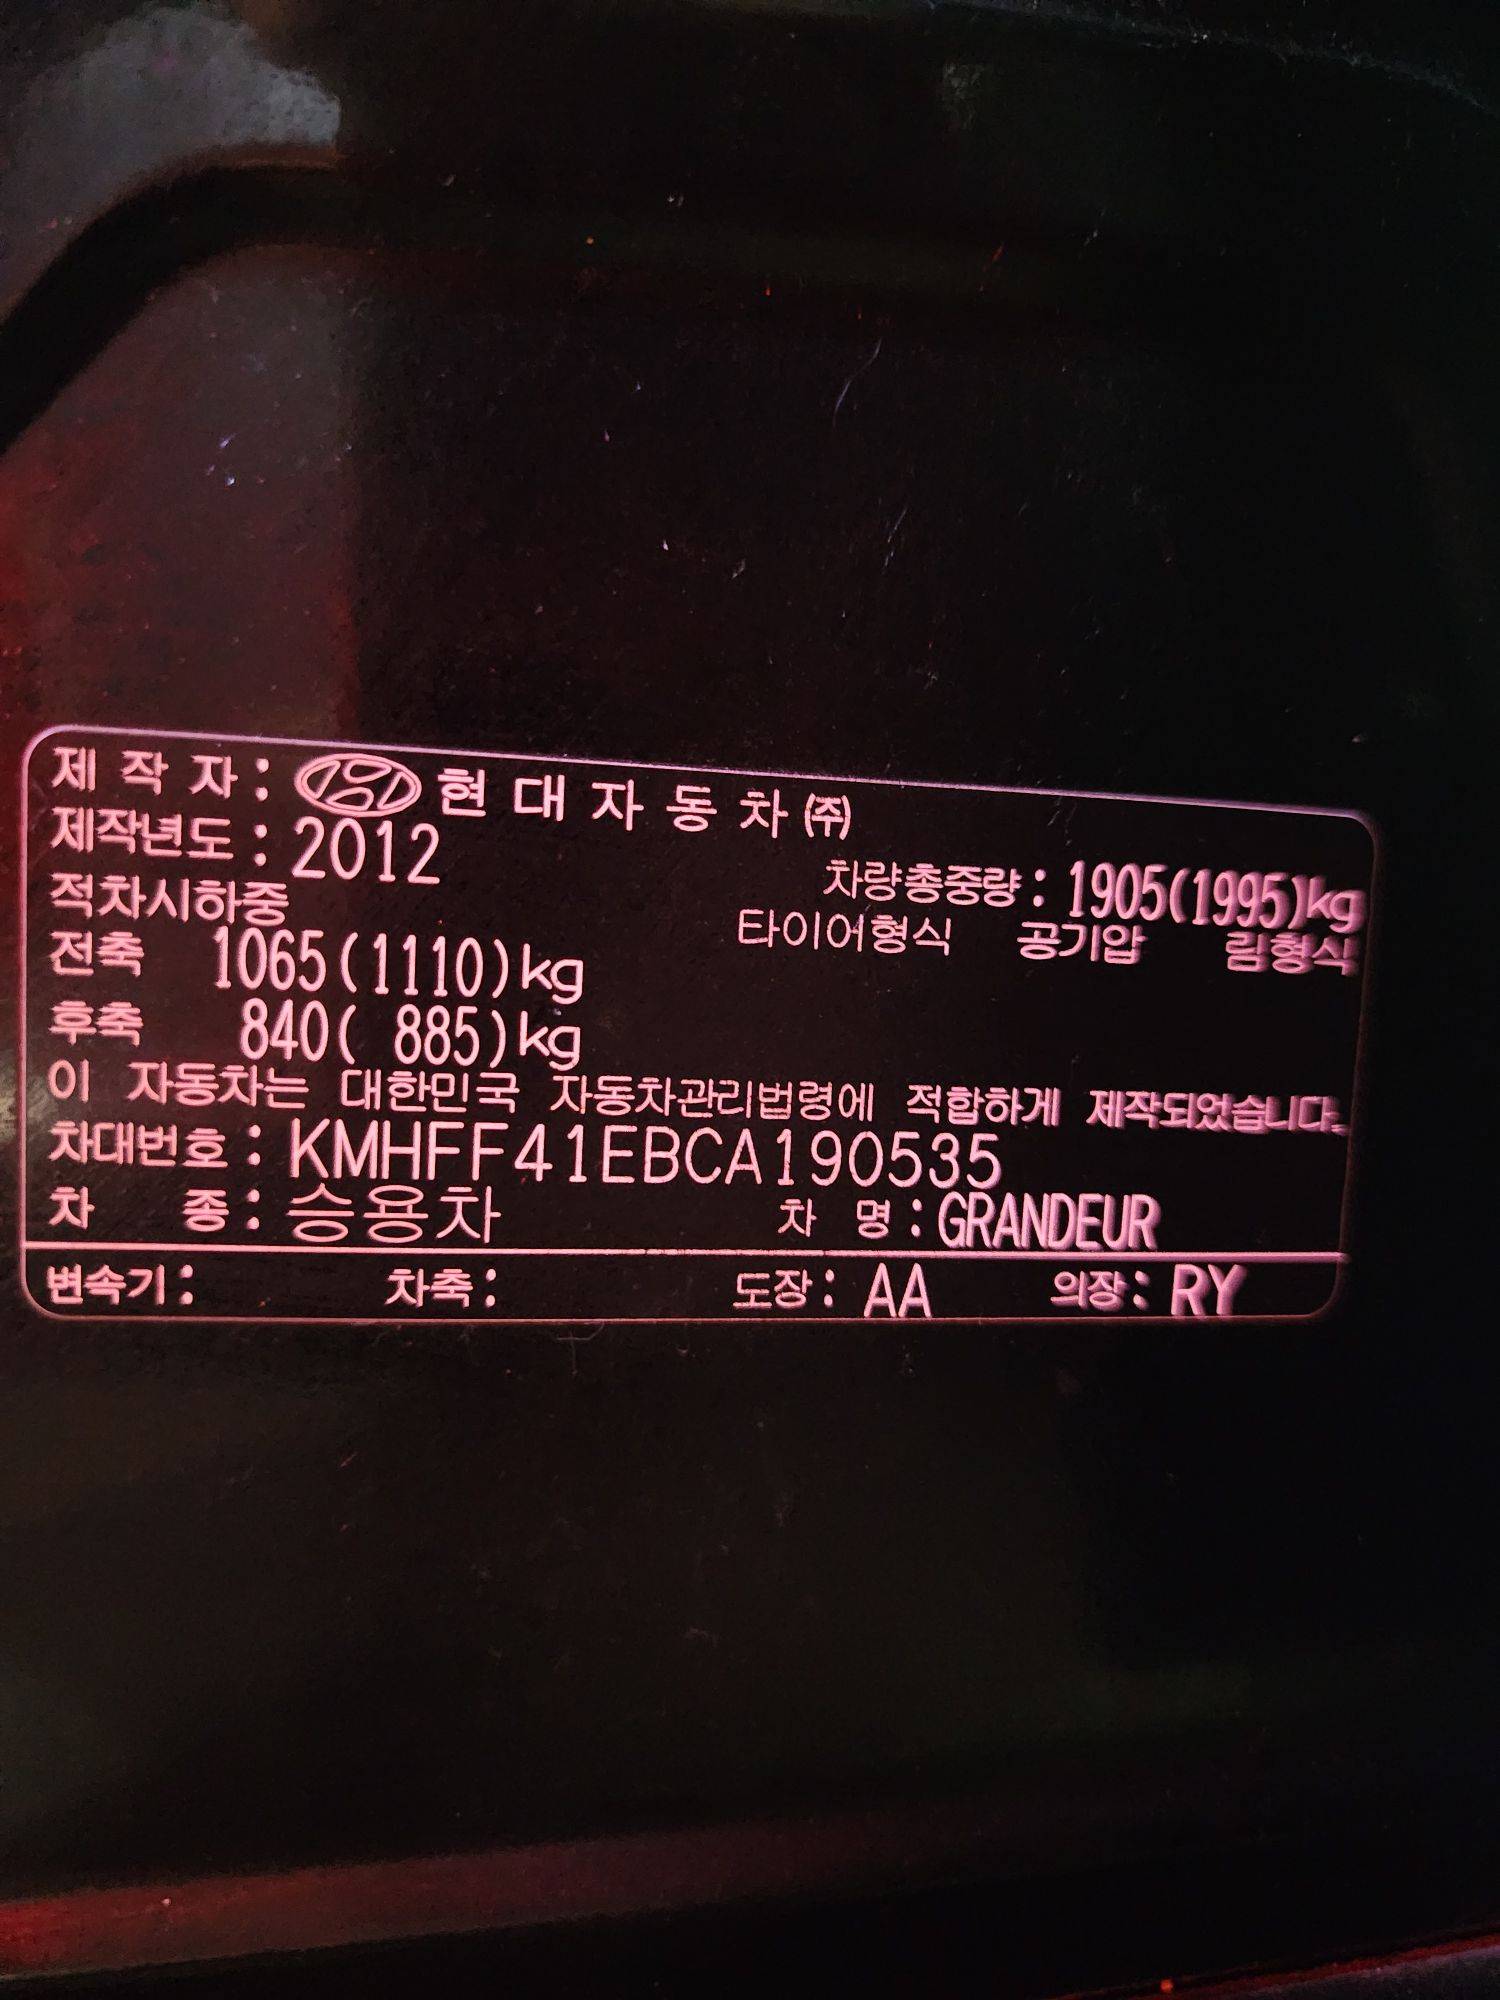 제 작 자 : 현 대 자 동 차 ㈜
제작년도 : 2012
차량총중량 : 1905(1995)kg
적차시하중
타이어형식 공기압 림형식
전축 1065(1110)kg
후축 840( 885)kg
이 자동차는 대한민국 자동차관리법령에 적합하게 제작되었습니다.
차대번호 : KMHFF41EBCA190535
차 종 : 승용차 차 명 : GRANDEUR
변속기 : 차축 : 도장 : AA 의장 : RY